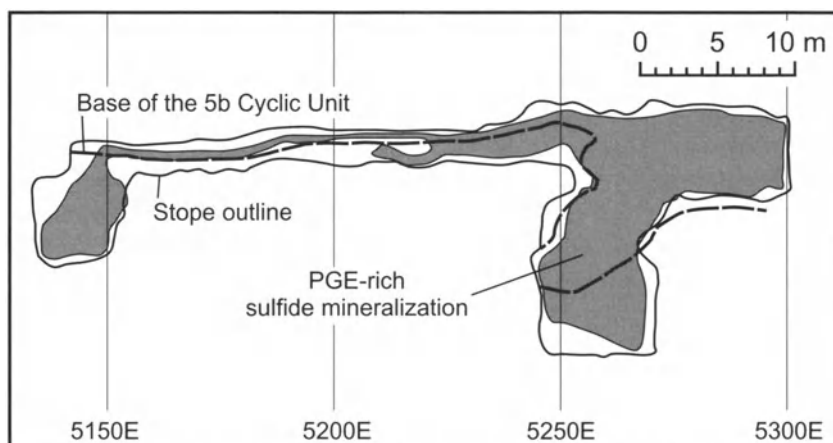 0 5 10 m
Base of the 5b Cyclic Unit
Stope outline
PGE-rich
sulfide mineralization
5150E 5200E 5250E 5300E